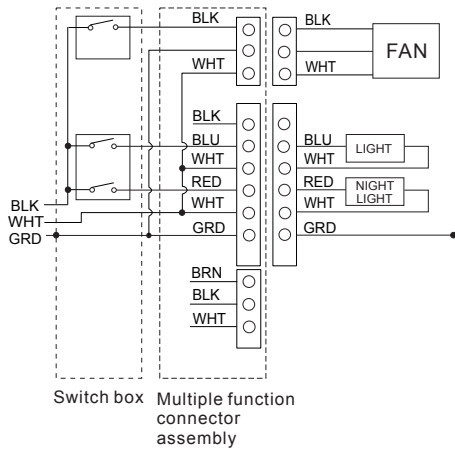 BLK
BLK
FAN
WHT
WHT
BLK
BLU
BLU
LIGHT
WHT
WHT
RED
RED
NIGHT
LIGHT
WHT
WHT
BLK
WHT
GRD
GRD
GRD
BRN
BLK
WHT
Switch box
Multiple function
connector
assembly